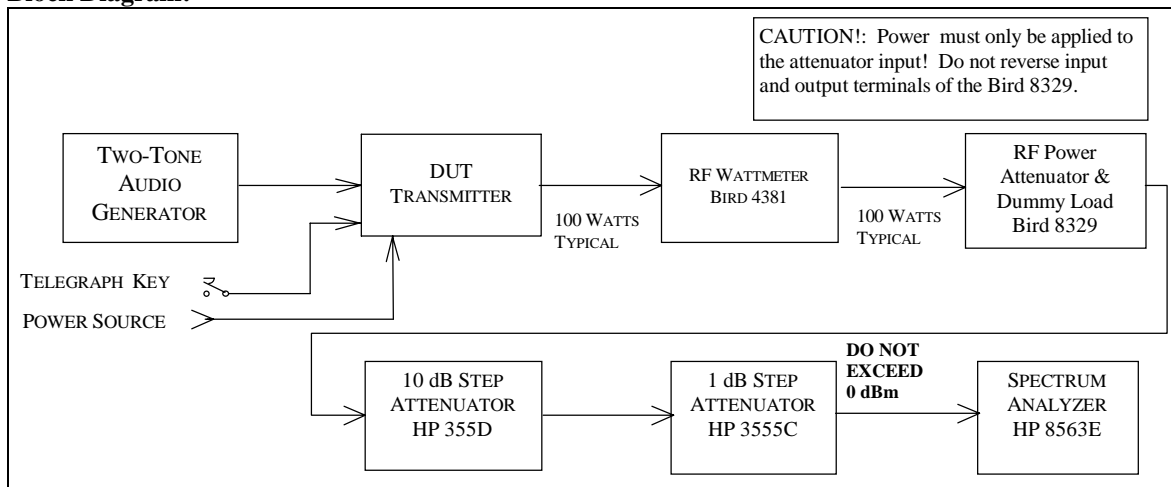 Block Diagram:
CAUTION!: Power must only be applied to
the attenuator input! Do not reverse input
and output terminals of the Bird 8329.
TWO-TONE
AUDIO
GENERATOR
DUT
TRANSMITTER
100 WATTS
TYPICAL
RF WATTMETER
BIRD 4381
100 WATTS
TYPICAL
RF Power
Attenuator &
Dummy Load
Bird 8329
TELEGRAPH KEY
POWER SOURCE
10 dB STEP
ATTENUATOR
HP 355D
1 dB STEP
ATTENUATOR
HP 3555C
DO NOT
EXCEED
0 dBm
SPECTRUM
ANALYZER
HP 8563E